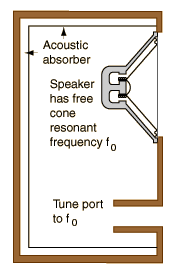 Acoustic
absorber
Speaker
has free
cone
resonant
frequency f₀
Tune port
to f₀